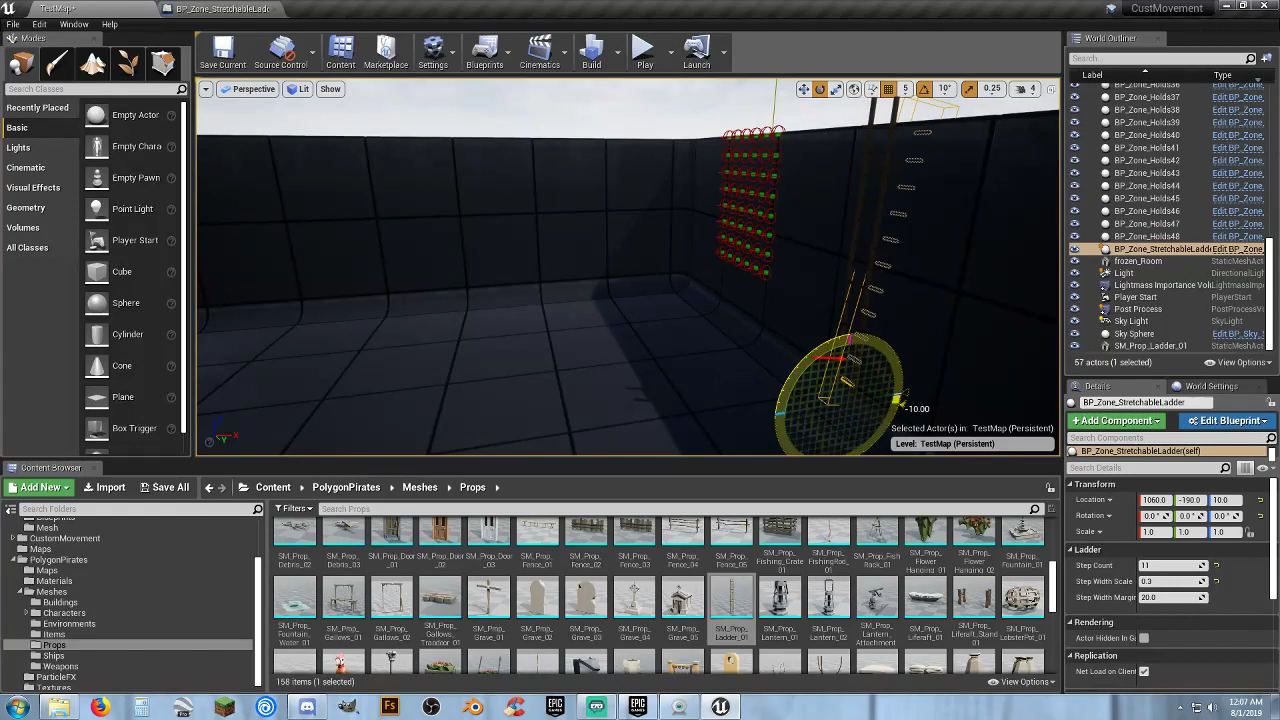 TestMap+
BP_Zone_StretchableLadd
CustMovement
File Edit Window Help
Modes
Search Classes
Recently Placed
Basic
Lights
Cinematic
Visual Effects
Geometry
Volumes
All Classes
Empty Actor
Empty Chara
Empty Pawn
Point Light
Player Start
Cube
Sphere
Cylinder
Cone
Plane
Box Trigger
Save Current
Source Control
Content
Marketplace
Settings
Blueprints
Cinematics
Build
Play
Launch
Perspective
Lit
Show
5
10°
0.25
4
-10.00
Selected Actor(s) in: TestMap (Persistent)
Level: TestMap (Persistent)
World Outliner
Search...
Label Type
BP_Zone_Holds36 Edit BP_Zone_
BP_Zone_Holds37 Edit BP_Zone_
BP_Zone_Holds38 Edit BP_Zone_
BP_Zone_Holds39 Edit BP_Zone_
BP_Zone_Holds40 Edit BP_Zone_
BP_Zone_Holds41 Edit BP_Zone_
BP_Zone_Holds42 Edit BP_Zone_
BP_Zone_Holds43 Edit BP_Zone_
BP_Zone_Holds44 Edit BP_Zone_
BP_Zone_Holds45 Edit BP_Zone_
BP_Zone_Holds46 Edit BP_Zone_
BP_Zone_Holds47 Edit BP_Zone_
BP_Zone_Holds48 Edit BP_Zone_
BP_Zone_StretchableLadd Edit BP_Zone_
frozen_Room StaticMeshAct
Light DirectionalLigh
Lightmass Importance Volu LightmassImpo
Player Start PlayerStart
Post Process PostProcessV
Sky Light SkyLight
Sky Sphere Edit BP_Sky_
SM_Prop_Ladder_01 StaticMeshAct
57 actors (1 selected)
View Options
Details
World Settings
BP_Zone_StretchableLadder
Add Component
Edit Blueprint
Search Components
BP_Zone_StretchableLadder(self)
Search Details
Transform
Location 1060.0 -190.0 10.0
Rotation 0.0° 0.0° 0.0°
Scale 1.0 1.0 1.0
Ladder
Step Count 11
Step Width Scale 0.3
Step Width Margin 20.0
Rendering
Actor Hidden In G
Replication
Net Load on Client
Content Browser
Add New
Import
Save All
Content
PolygonPirates
Meshes
Props
Search Folders
Filters
Search Props
Blueprints
Mesh
CustomMovement
Maps
PolygonPirates
Maps
Materials
Meshes
Buildings
Characters
Environments
Items
Props
Ships
Weapons
ParticleFX
Textures
SM_Prop_Debris_02
SM_Prop_Debris_03
SM_Prop_Door_01
SM_Prop_Door_02
SM_Prop_Door_03
SM_Prop_Fence_01
SM_Prop_Fence_02
SM_Prop_Fence_03
SM_Prop_Fence_04
SM_Prop_Fence_05
SM_Prop_Fishing_Crate_01
SM_Prop_FishingRod_01
SM_Prop_Fish_Rack_01
SM_Prop_Flower_Hanging_01
SM_Prop_Flower_Hanging_02
SM_Prop_Fountain_01
SM_Prop_Fountain_Water_01
SM_Prop_Gallows_01
SM_Prop_Gallows_02
SM_Prop_Gallows_Trapdoor_01
SM_Prop_Grave_01
SM_Prop_Grave_02
SM_Prop_Grave_03
SM_Prop_Grave_04
SM_Prop_Grave_05
SM_Prop_Ladder_01
SM_Prop_Lantern_01
SM_Prop_Lantern_02
SM_Prop_Lantern_Attachment
SM_Prop_Liferaft_01
SM_Prop_Liferaft_Stand_01
SM_Prop_LobsterPot_01
158 items (1 selected)
View Options
12:07 AM
8/1/2019